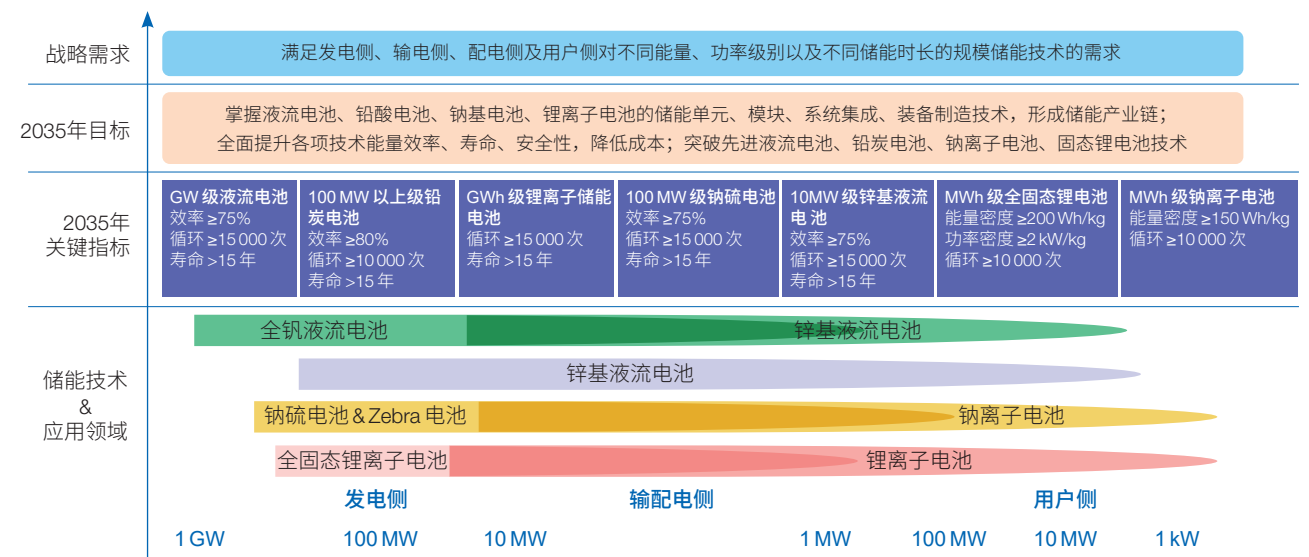 战略需求
满足发电侧、输电侧、配电侧及用户侧对不同能量、功率级别以及不同储能时长的规模储能技术的需求
2035年目标
掌握液流电池、铅酸电池、钠基电池、锂离子电池的储能单元、模块、系统集成、装备制造技术，形成储能产业链；
全面提升各项技术能量效率、寿命、安全性，降低成本；突破先进液流电池、铅炭电池、钠离子电池、固态锂电池技术
2035年
关键指标
GW 级液流电池
效率 ≥75%
循环 ≥15 000 次
寿命 >15 年
100 MW 以上级铅
炭电池
效率 ≥80%
循环 ≥10 000 次
寿命 >15 年
GWh 级锂离子储能
电池
循环 ≥15 000 次
寿命 >15 年
100 MW 级钠硫电池
效率 ≥75%
循环 ≥15 000 次
寿命 >15 年
10MW 级锌基液流
电池
效率 ≥75%
循环 ≥15 000 次
寿命 >15 年
MWh 级全固态锂电池
能量密度 ≥200 Wh/kg
功率密度 ≥2 kW/kg
循环 ≥10 000 次
MWh 级钠离子电池
能量密度 ≥150 Wh/kg
循环 ≥10 000 次
储能技术
&
应用领域
全钒液流电池
锌基液流电池
锌基液流电池
钠硫电池 & Zebra 电池
钠离子电池
全固态锂离子电池
锂离子电池
发电侧
输配电侧
用户侧
1 GW
100 MW
10 MW
1 MW
100 MW
10 MW
1 kW